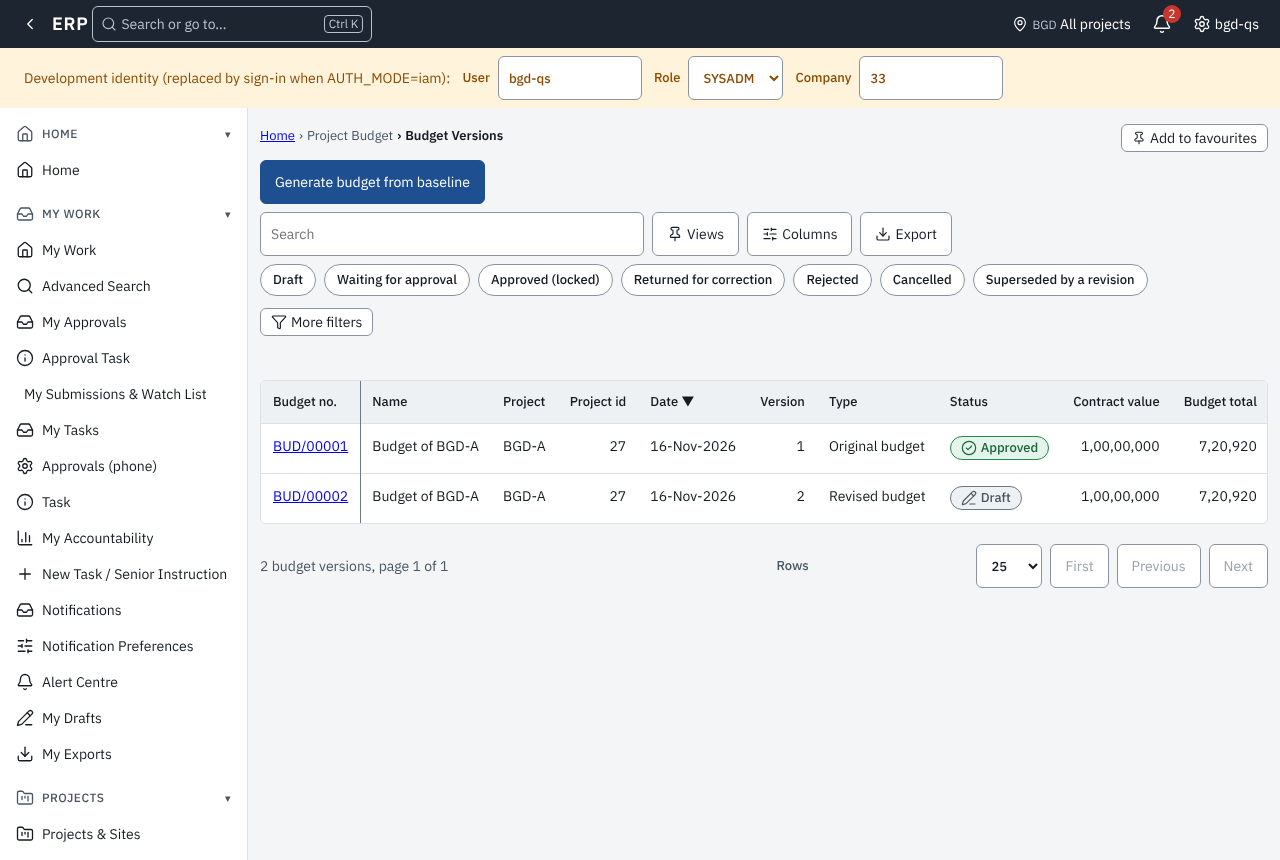 ERP
Search or go to...
Ctrl K
BGD All projects
2
bgd-qs
Development identity (replaced by sign-in when AUTH_MODE=iam):
User
bgd-qs
Role
SYSADM
Company
33
HOME
Home
MY WORK
My Work
Advanced Search
My Approvals
Approval Task
My Submissions & Watch List
My Tasks
Approvals (phone)
Task
My Accountability
New Task / Senior Instruction
Notifications
Notification Preferences
Alert Centre
My Drafts
My Exports
PROJECTS
Projects & Sites
Home › Project Budget › Budget Versions
Add to favourites
Generate budget from baseline
Search
Views
Columns
Export
Draft
Waiting for approval
Approved (locked)
Returned for correction
Rejected
Cancelled
Superseded by a revision
More filters
Budget no. Name Project Project id Date ▼ Version Type Status Contract value Budget total
BUD/00001 Budget of BGD-A BGD-A 27 16-Nov-2026 1 Original budget Approved 1,00,00,000 7,20,920
BUD/00002 Budget of BGD-A BGD-A 27 16-Nov-2026 2 Revised budget Draft 1,00,00,000 7,20,920
2 budget versions, page 1 of 1
Rows
25
First
Previous
Next